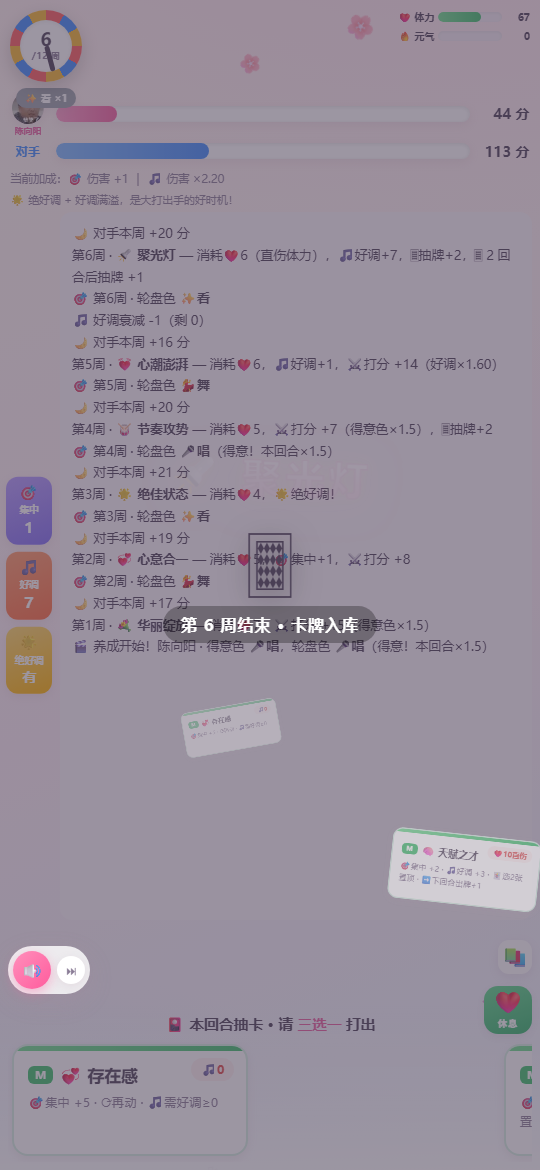 6
/12周
体力 67
元气 0
看 ×1
陈向阳
44 分
对手
113 分
当前加成: 伤害 +1 | 伤害 ×2.20
绝好调 + 好调满溢，是大打出手的好时机！
对手本周 +20 分
第6周 · 聚光灯 — 消耗 6（直伤体力）， 好调+7， 抽牌+2， 2 回
合后抽牌 +1
第6周 · 轮盘色 看
好调衰减 -1（剩 0）
对手本周 +16 分
第5周 · 心潮澎湃 — 消耗 6， 好调+1， 打分 +14（好调×1.60）
第5周 · 轮盘色 舞
对手本周 +20 分
第4周 · 节奏攻势 — 消耗 5， 打分 +7（得意色×1.5）， 抽牌+2
第4周 · 轮盘色 唱（得意！本回合×1.5）
对手本周 +21 分
第3周 · 绝佳状态 — 消耗 4， 绝好调！
第3周 · 轮盘色 看
对手本周 +19 分
第2周 · 心意合一 — 消耗 5， 集中+1， 打分 +8
第2周 · 轮盘色 舞
对手本周 +17 分
第1周 · 华丽绽放 得意色×1.5）
养成开始！陈向阳 · 得意色 唱，轮盘色 唱（得意！本回合×1.5）
聚光灯
第 6 周结束 • 卡牌入库
集中
1
好调
7
绝好调
有
M 存在感
M 天赋之才 10自伤
集中 +2 · 好调 +3 · 选2张
置顶 · 下回合出牌+1
休息
本回合抽卡 • 请 三选一 打出
M 存在感 0
集中 +5 · 再动 · 需好调≥0
M
置